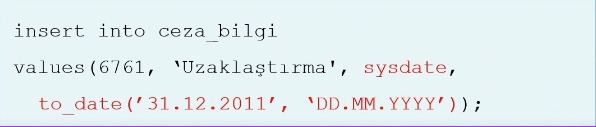 insert into ceza_bilgi
values(6761, ‘Uzaklaştırma', sysdate,
to_date(’31.12.2011’, ‘DD.MM.YYYY’));